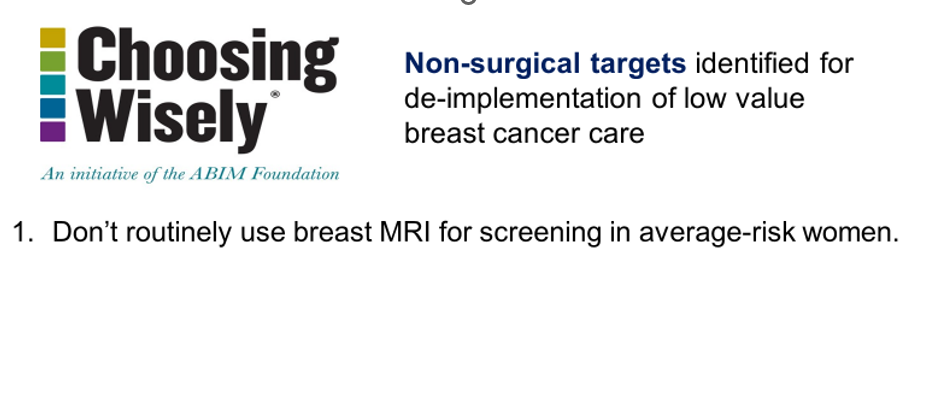 Choosing
Wisely®
An initiative of the ABIM Foundation
Non-surgical targets identified for
de-implementation of low value
breast cancer care
1. Don’t routinely use breast MRI for screening in average-risk women.